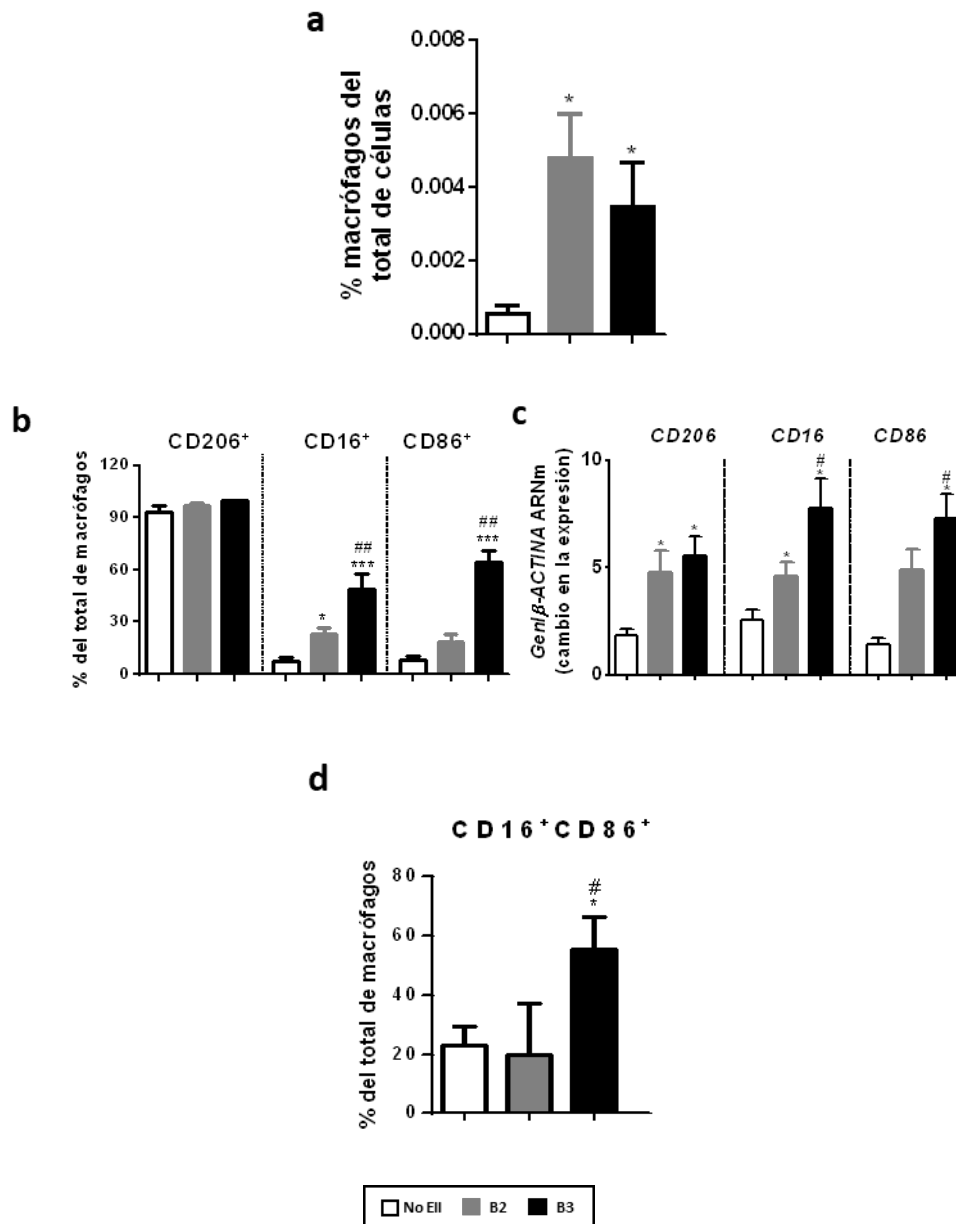 a
% macrófagos del
total de células
0.008
0.006
0.004
0.002
0.000
*
*
b
CD206+
CD16+
CD86+
% del total de macrófagos
120
90
60
30
0
*
##
***
##
***
c
CD206
CD16
CD86
Gen/β-ACTINA ARNm
(cambio en la expresión)
10
5
0
*
*
*
#
*
#
*
d
CD16+CD86+
% del total de macrófagos
80
60
40
20
0
#
*
No EII B2 B3